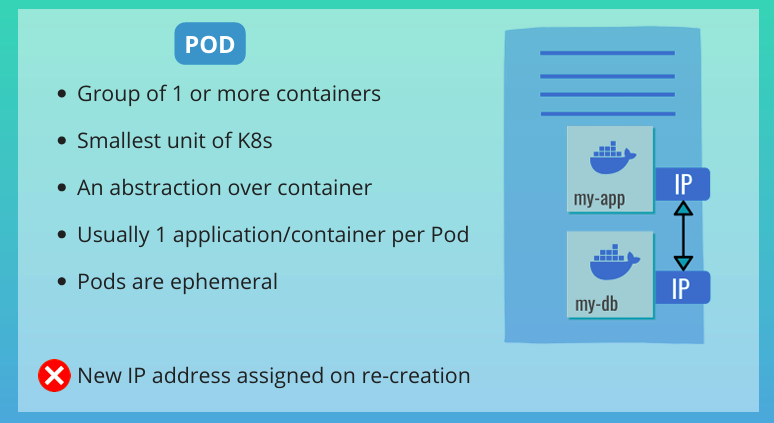 POD
Group of 1 or more containers
Smallest unit of K8s
An abstraction over container
Usually 1 application/container per Pod
Pods are ephemeral
New IP address assigned on re-creation
my-app
IP
my-db
IP